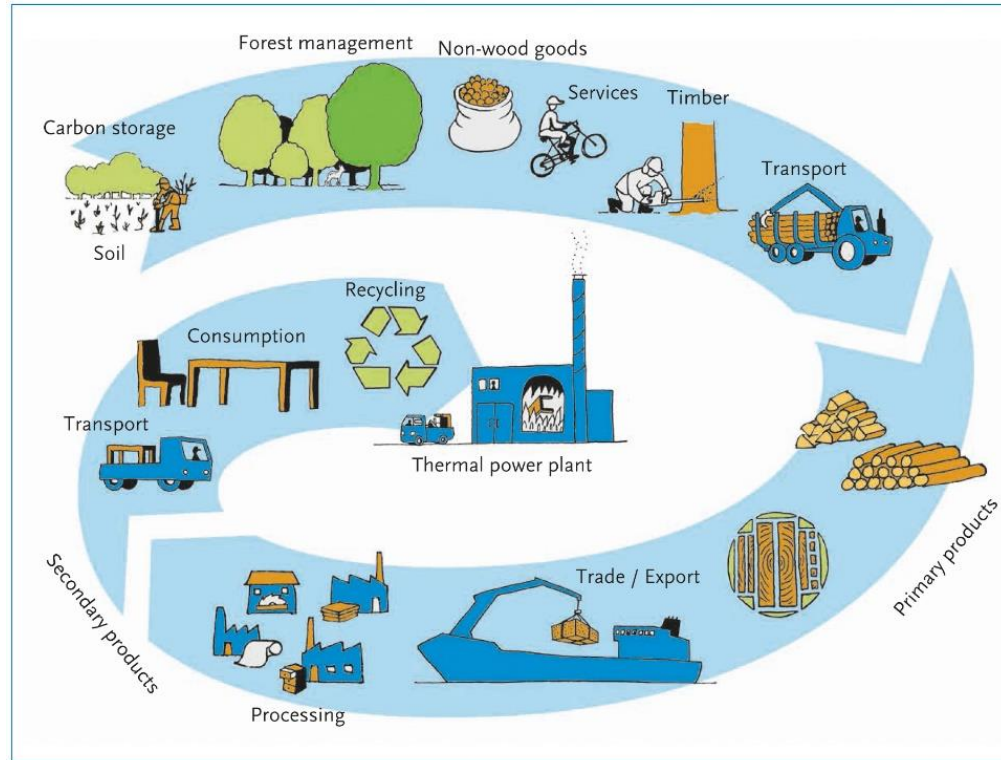 Forest management
Non-wood goods
Services
Timber
Carbon storage
Transport
Soil
Recycling
Consumption
Transport
Thermal power plant
Primary products
Trade / Export
Secondary products
Processing